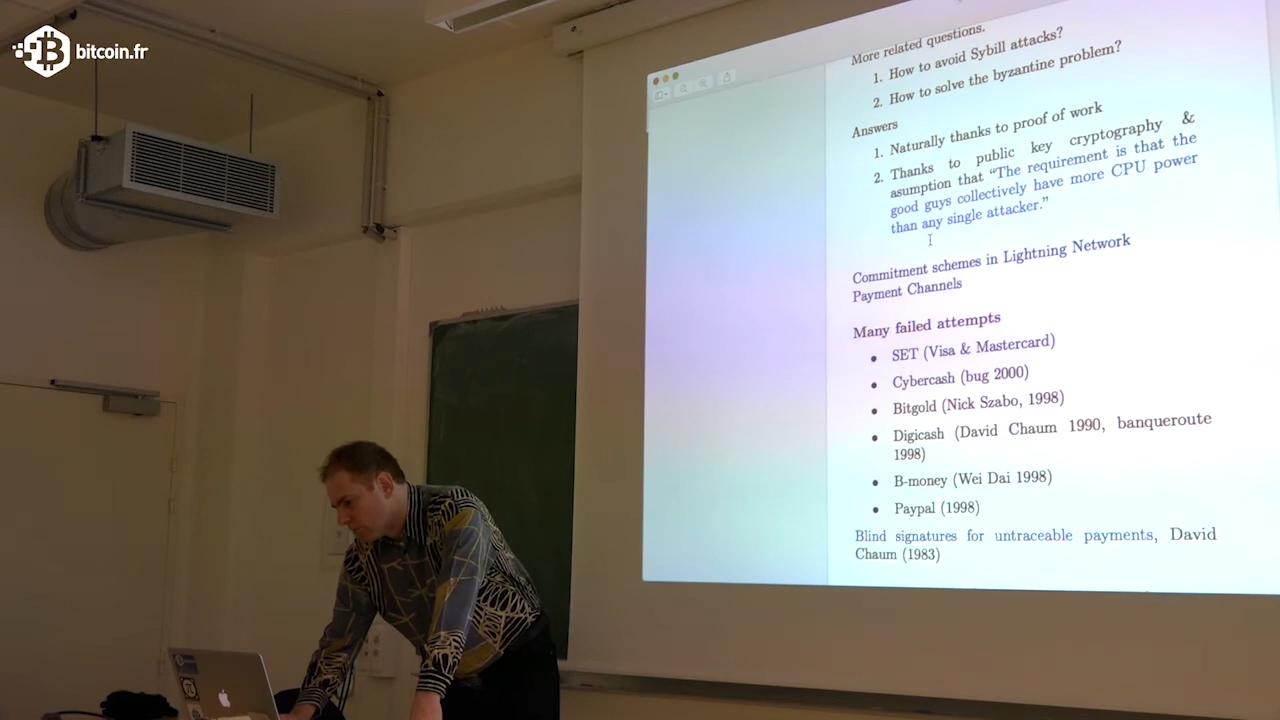 bitcoin.fr
More related questions.
1. How to avoid Sybill attacks?
2. How to solve the byzantine problem?
Answers
1. Naturally thanks to proof of work
2. Thanks to public key cryptography &
asumption that “The requirement is that the
good guys collectively have more CPU power
than any single attacker.”
Commitment schemes in Lightning Network
Payment Channels
Many failed attempts
• SET (Visa & Mastercard)
• Cybercash (bug 2000)
• Bitgold (Nick Szabo, 1998)
• Digicash (David Chaum 1990, banqueroute
1998)
• B-money (Wei Dai 1998)
• Paypal (1998)
Blind signatures for untraceable payments, David
Chaum (1983)